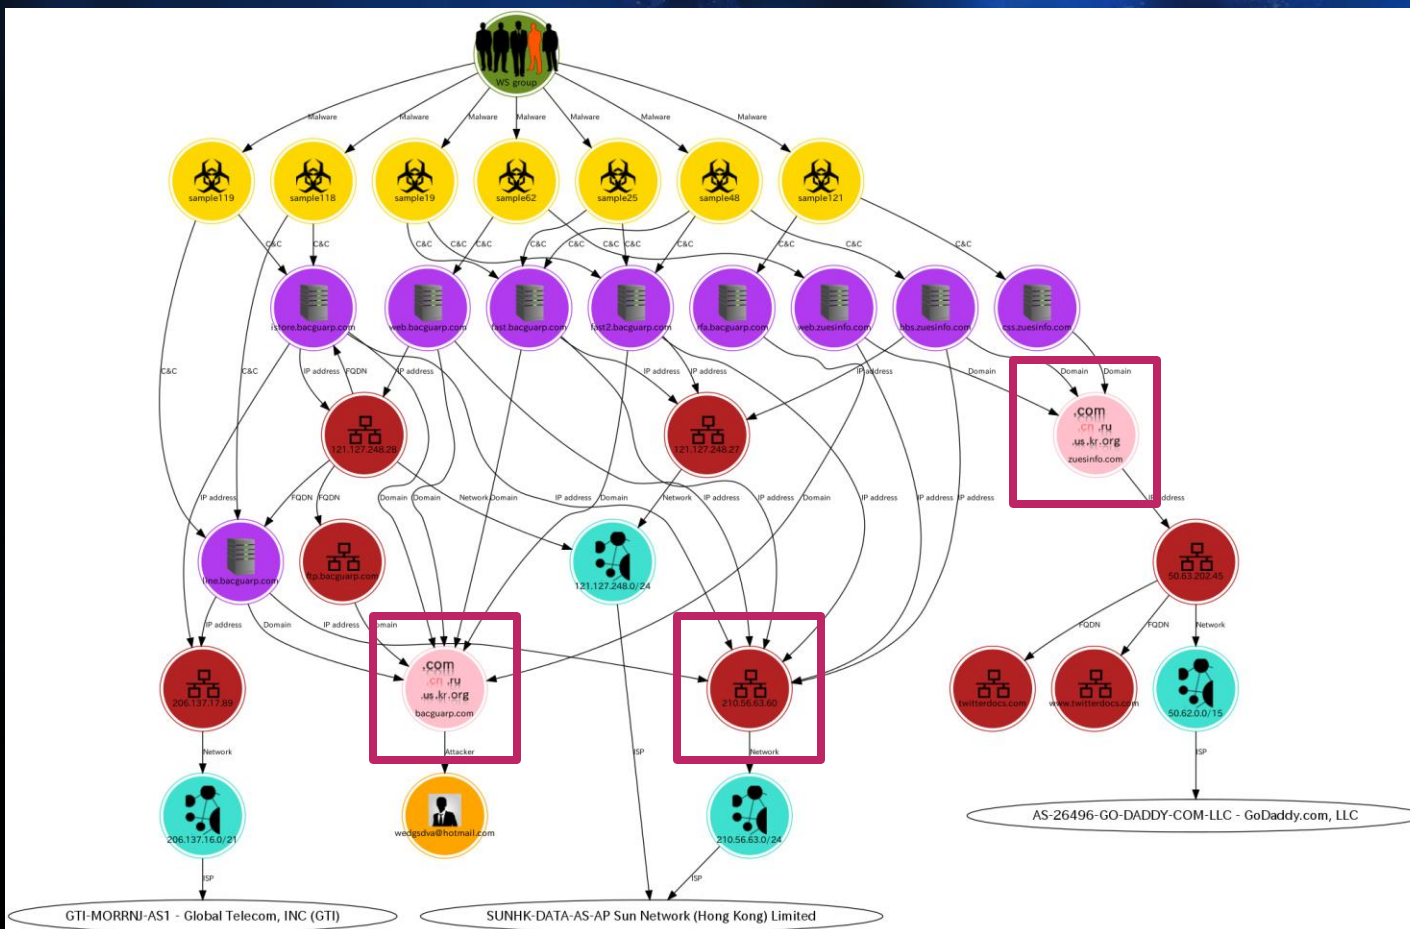 WS group
Malware Malware Malware Malware Malware Malware Malware
sample119 sample118 sample19 sample62 sample25 sample48 sample121
C&C C&C C&C C&C C&C C&C C&C C&C C&C C&C C&C C&C
istore.bacguarp.com web.bacguarp.com fast.bacguarp.com fast2.bacguarp.com rfa.bacguarp.com web.zuesinfo.com bbs.zuesinfo.com css.zuesinfo.com
C&C C&C IP address FQDN IP address IP address IP address IP address Domain Domain Domain
.com
.cn .ru
.us.kr.org
zuesinfo.com
121.127.248.28 121.127.248.27
IP address FQDN FQDN Domain Domain Network Domain IP address Domain Network IP address IP address Domain IP address IP address IP address IP address
line.bacguarp.com ftp.bacguarp.com 121.127.248.0/24 50.63.202.45
IP address Domain IP address Domain FQDN FQDN Network
.com
.cn .ru
.us.kr.org
bacguarp.com
206.137.17.89 210.56.63.60 twitterdocs.com www.twitterdocs.com 50.62.0.0/15
Network Attacker ISP Network ISP
206.137.16.0/21 wedgsdva@hotmail.com 210.56.63.0/24
AS-26496-GO-DADDY-COM-LLC - GoDaddy.com, LLC
ISP ISP
GTI-MORRNJ-AS1 - Global Telecom, INC (GTI) SUNHK-DATA-AS-AP Sun Network (Hong Kong) Limited